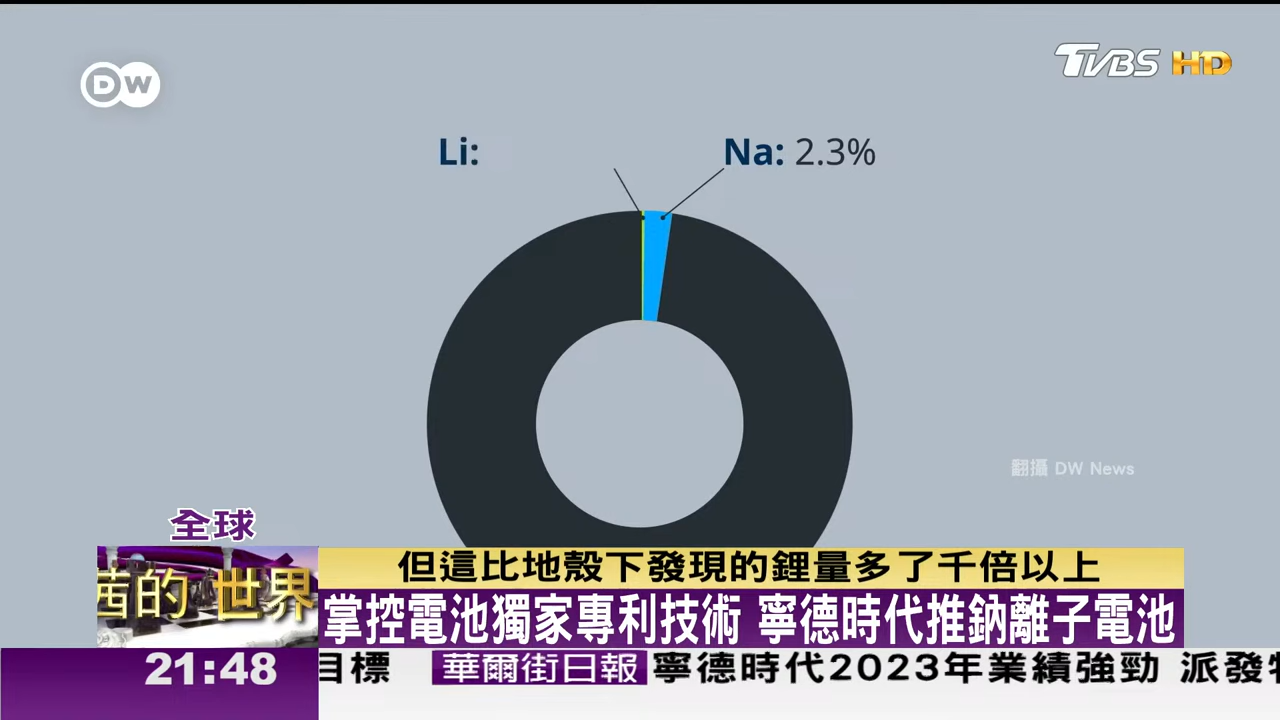 DW
TVBS HD
Li:
Na: 2.3%
翻攝 DW News
全球
茜的 世界
但這比地殼下發現的鋰量多了千倍以上
掌控電池獨家專利技術 寧德時代推鈉離子電池
21:48
目標 華爾街日報 寧德時代2023年業績強勁 派發特